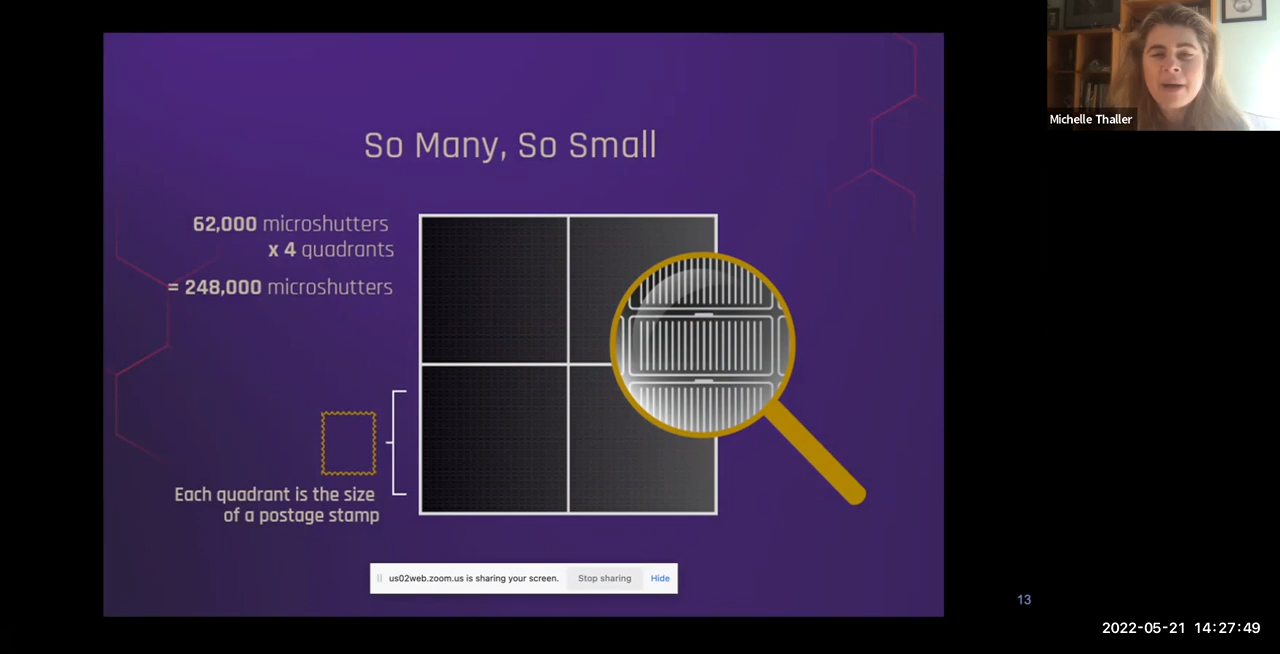 Michelle Thaller
So Many, So Small
62,000 microshutters
x 4 quadrants
= 248,000 microshutters
Each quadrant is the size
of a postage stamp
us02web.zoom.us is sharing your screen. Stop sharing Hide
13
2022-05-21 14:27:49